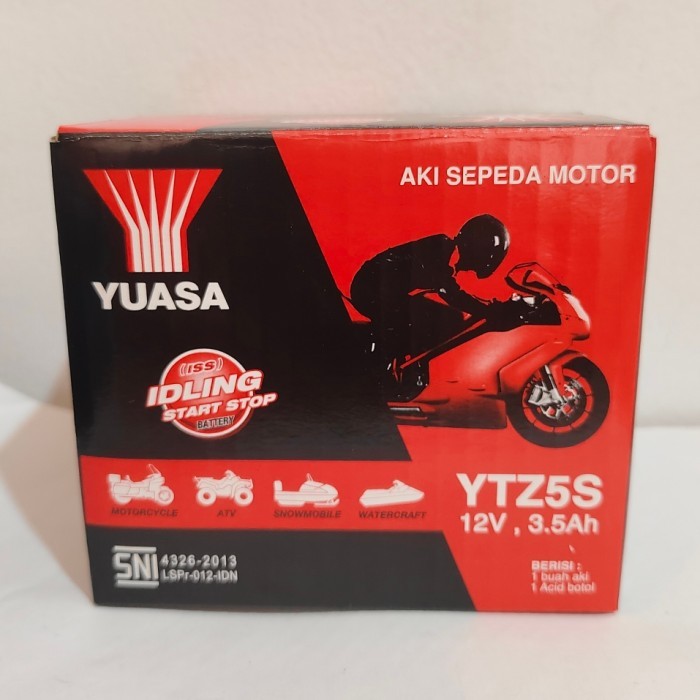 AKI SEPEDA MOTOR
YUASA
((ISS))
IDLING
START STOP
BATTERY
MOTORCYCLE ATV SNOWMOBILE WATERCRAFT
YTZ5S
12V , 3.5Ah
SNI 4326-2013
LSPr-012-IDN
BERISI :
1 buah aki
1 Acid botol